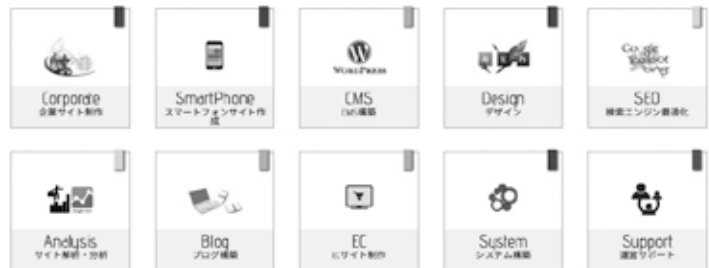 WORDPRESS
Corporate
企業サイト制作
SmartPhone
スマートフォンサイト作
成
CMS
CMS構築
Design
デザイン
SEO
検索エンジン最適化
Analysis
サイト解析・分析
Blog
ブログ構築
EC
ECサイト制作
System
システム構築
Support
運営サポート